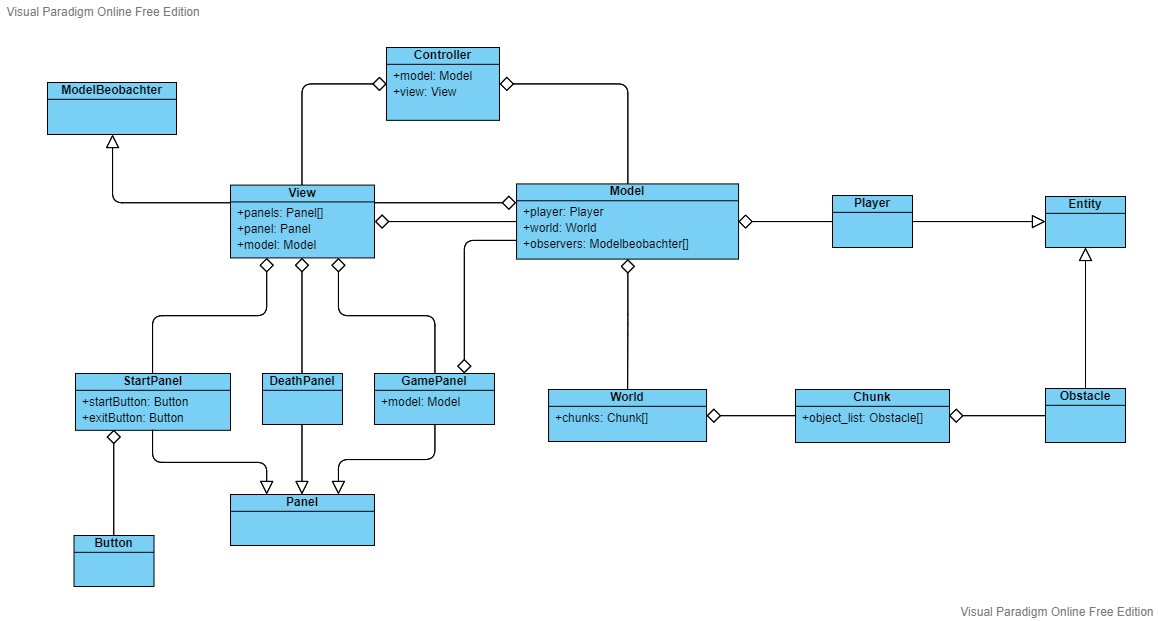 Visual Paradigm Online Free Edition
Controller
+model: Model
+view: View
ModelBeobachter
View
+panels: Panel[]
+panel: Panel
+model: Model
Model
+player: Player
+world: World
+observers: Modelbeobachter[]
Player
Entity
StartPanel
+startButton: Button
+exitButton: Button
DeathPanel
GamePanel
+model: Model
World
+chunks: Chunk[]
Chunk
+object_list: Obstacle[]
Obstacle
Panel
Button
Visual Paradigm Online Free Edition